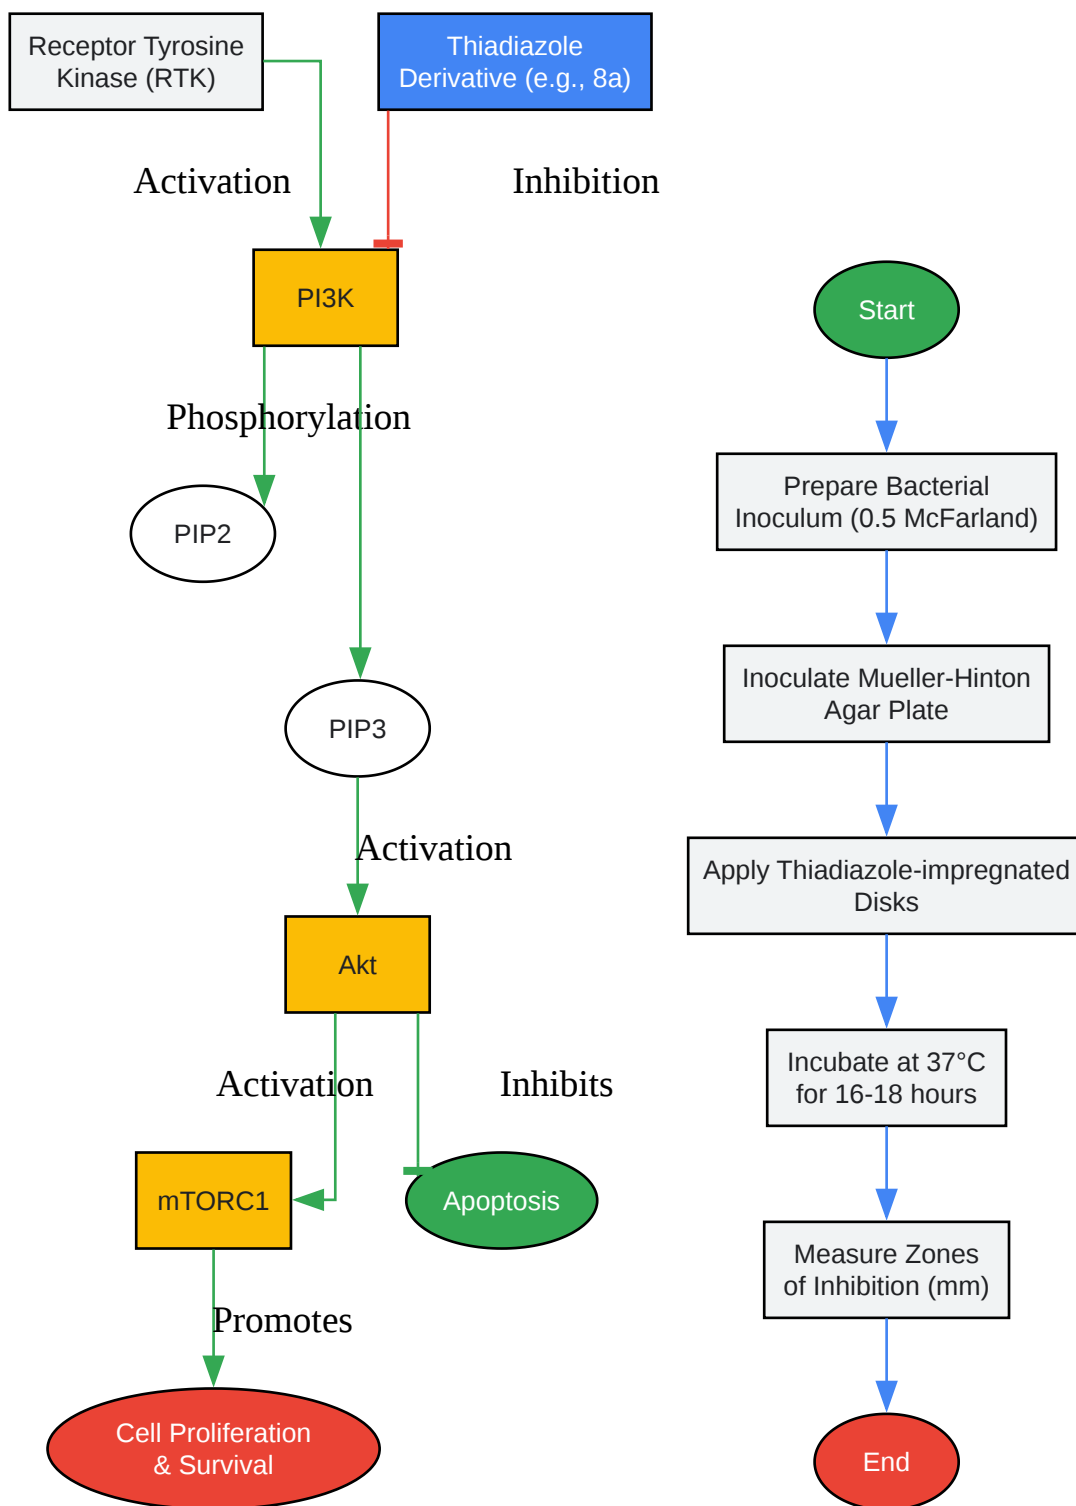 Receptor Tyrosine
Kinase (RTK)
Thiadiazole
Derivative (e.g., 8a)
Activation
Inhibition
PI3K
Phosphorylation
PIP2
PIP3
Activation
Akt
Activation
Inhibits
mTORC1
Apoptosis
Promotes
Cell Proliferation
& Survival
Start
Prepare Bacterial
Inoculum (0.5 McFarland)
Inoculate Mueller-Hinton
Agar Plate
Apply Thiadiazole-impregnated
Disks
Incubate at 37°C
for 16-18 hours
Measure Zones
of Inhibition (mm)
End